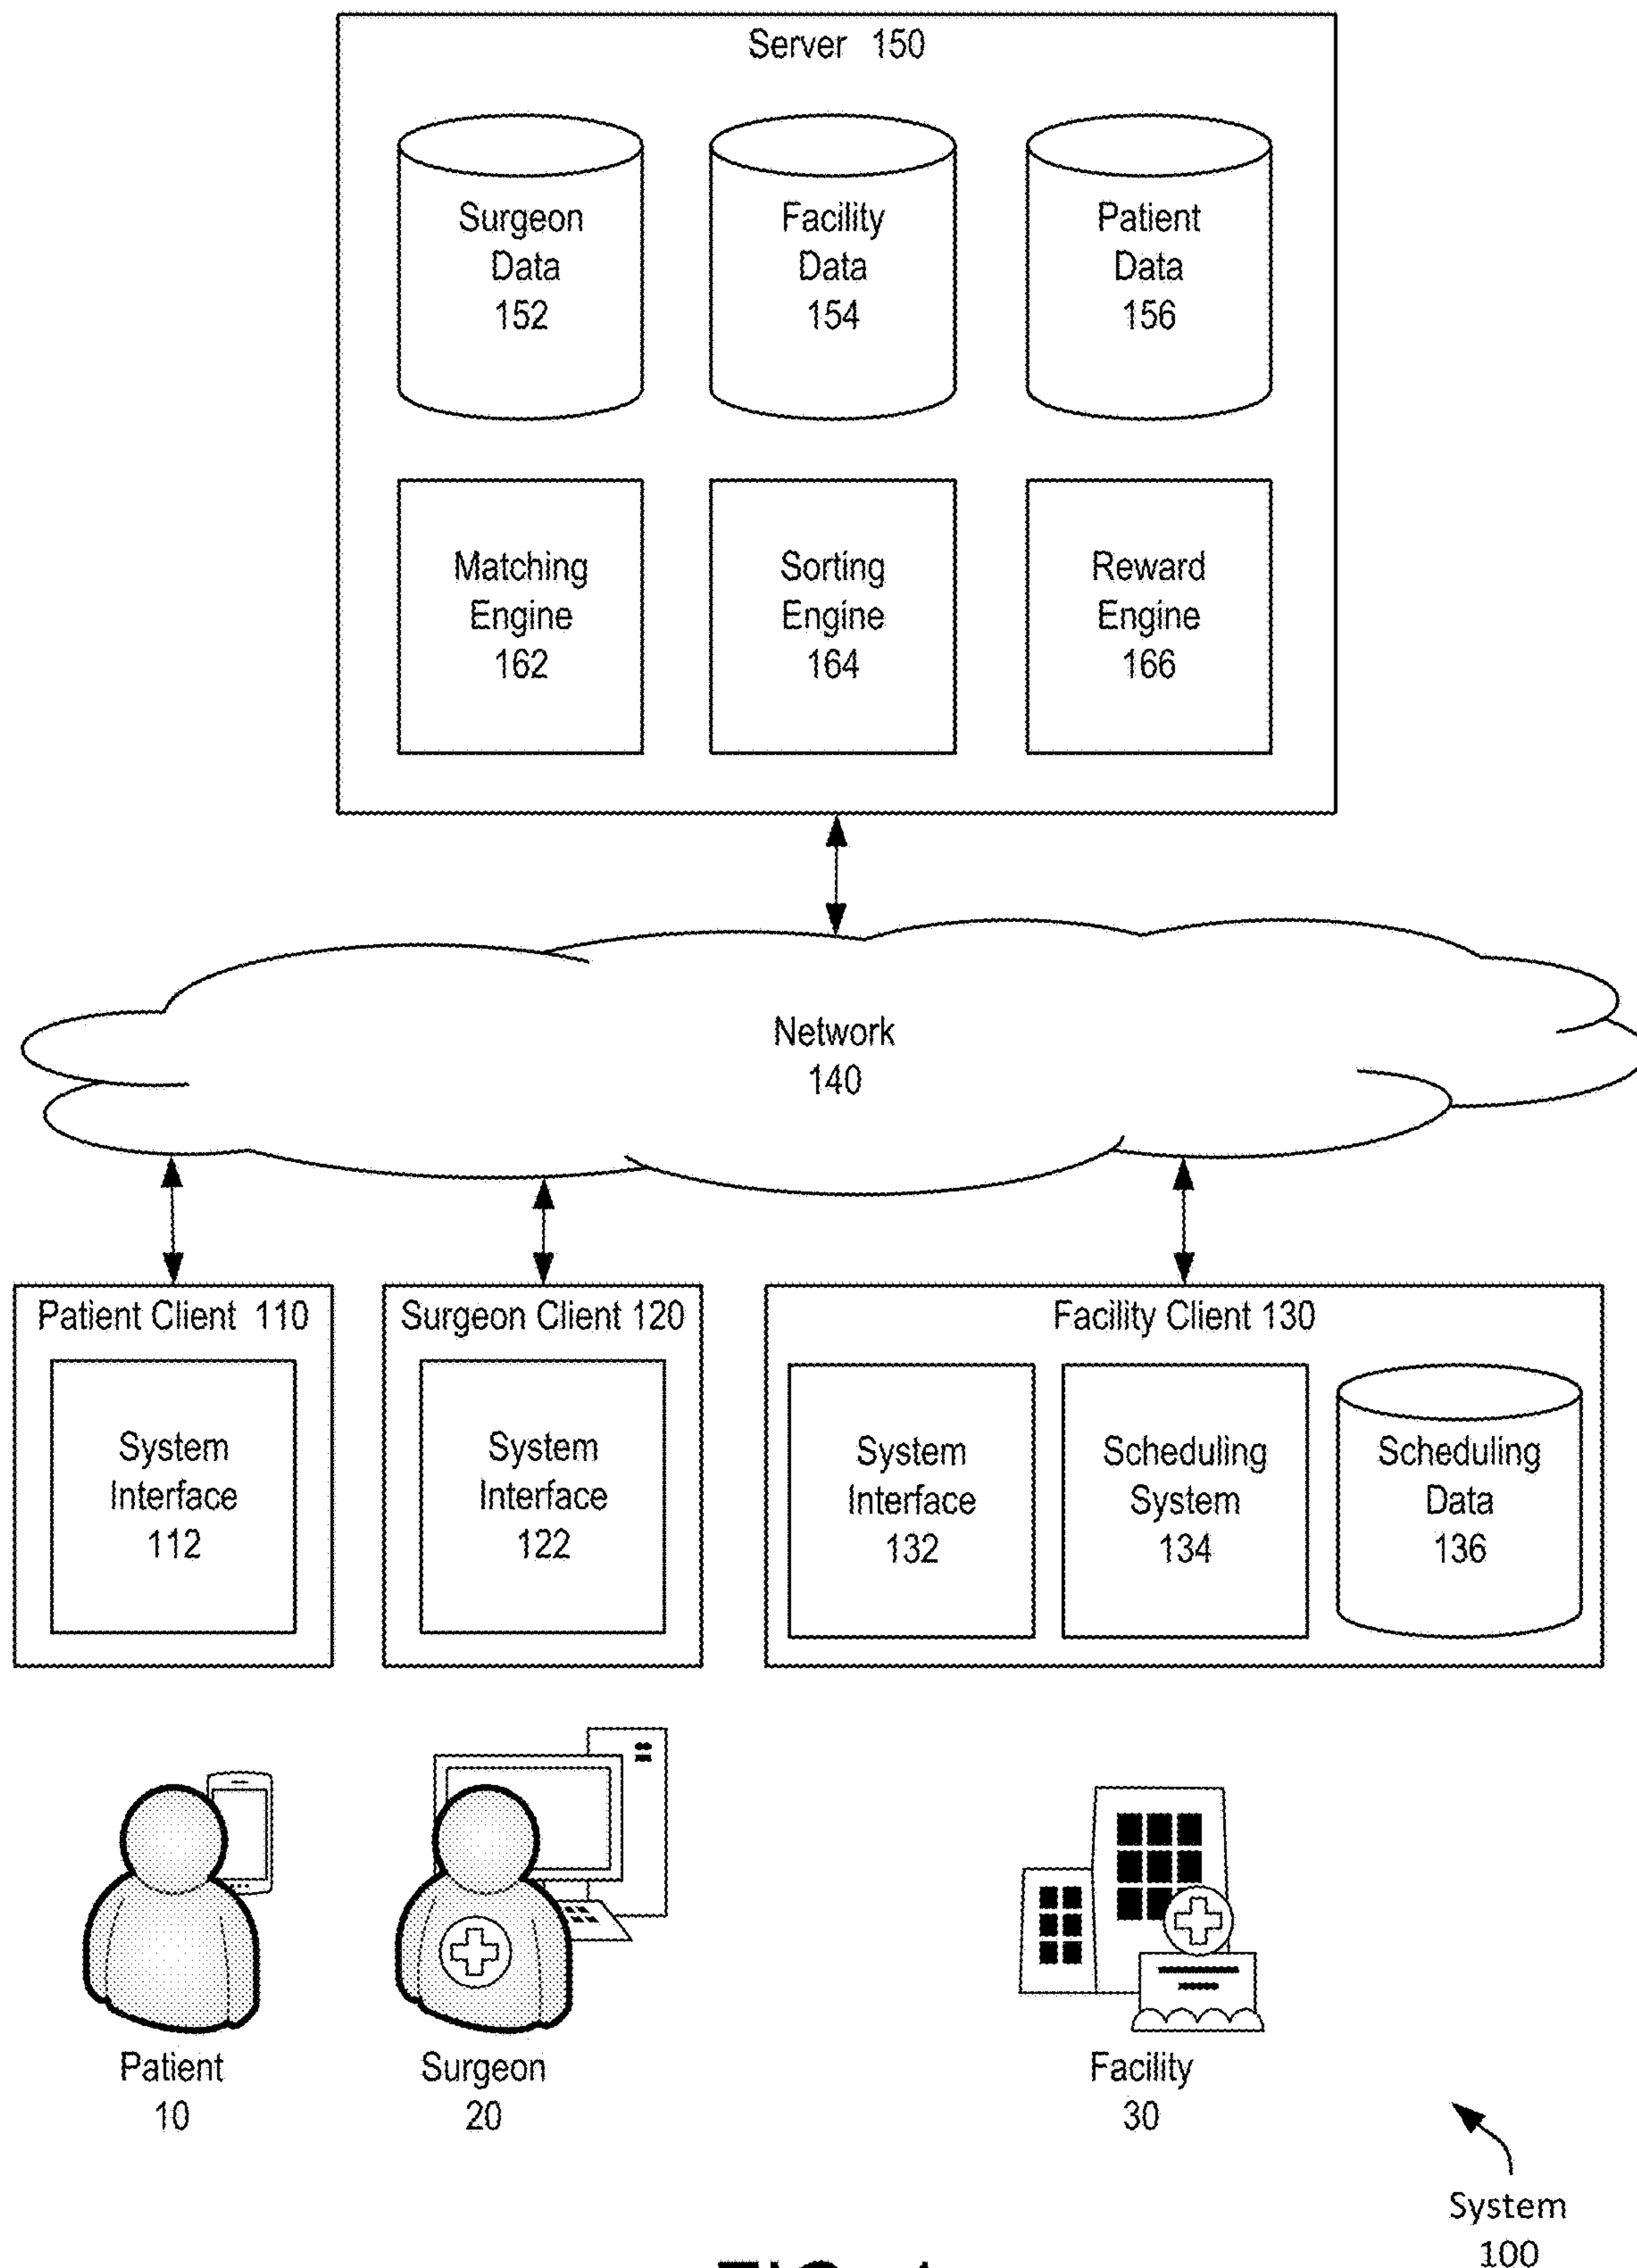 Server 150
Surgeon
Data
152
Facility
Data
154
Patient
Data
156
Matching
Engine
162
Sorting
Engine
164
Reward
Engine
166
Network
140
Patient Client 110
System
Interface
112
Surgeon Client 120
System
Interface
122
Facility Client 130
System
Interface
132
Scheduling
System
134
Scheduling
Data
136
Patient
10
Surgeon
20
Facility
30
System
100